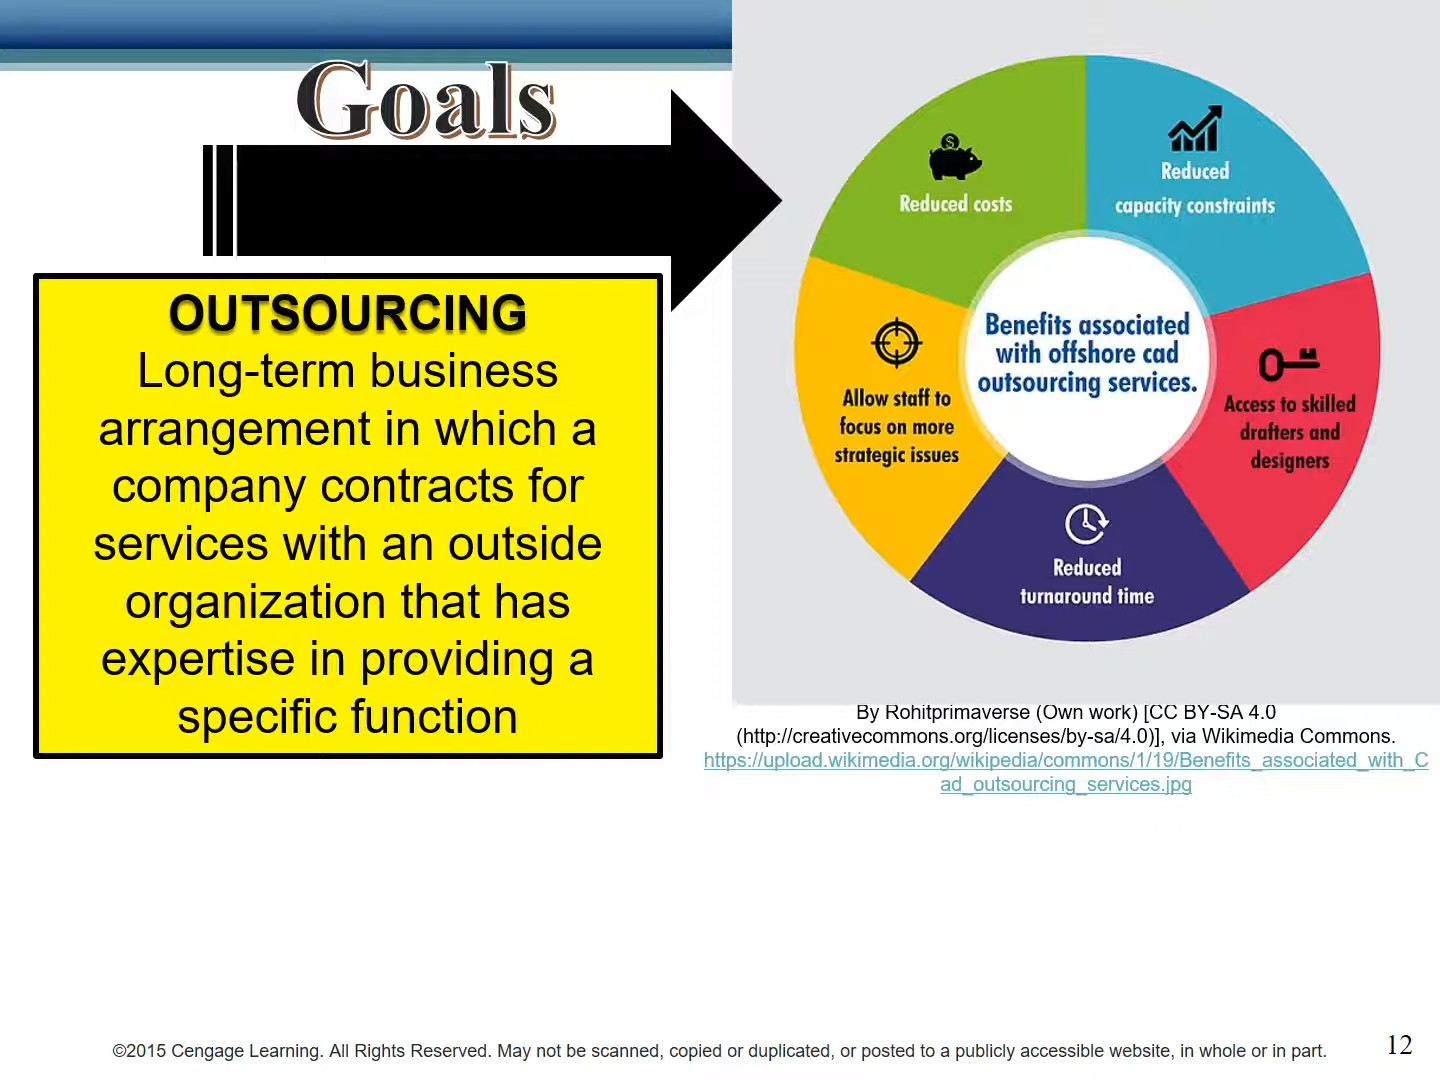 Goals
OUTSOURCING
Long-term business
arrangement in which a
company contracts for
services with an outside
organization that has
expertise in providing a
specific function
$
Reduced costs
Reduced
capacity constraints
Benefits associated
with offshore cad
outsourcing services.
Allow staff to
focus on more
strategic issues
Access to skilled
drafters and
designers
Reduced
turnaround time
By Rohitprimaverse (Own work) [CC BY-SA 4.0
(http://creativecommons.org/licenses/by-sa/4.0)], via Wikimedia Commons.
https://upload.wikimedia.org/wikipedia/commons/1/19/Benefits_associated_with_C
ad_outsourcing_services.jpg
©2015 Cengage Learning. All Rights Reserved. May not be scanned, copied or duplicated, or posted to a publicly accessible website, in whole or in part.
12